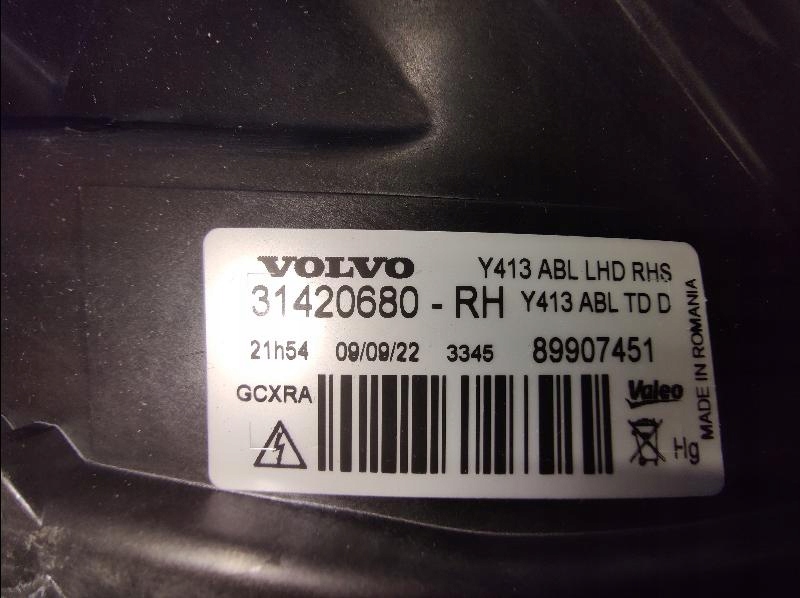 VOLVO Y413 ABL LHD RHS
31420680 - RH Y413 ABL TD D
21h54 09/09/22 3345 89907451
GCXRA
Valeo
Hg
MADE IN ROMANIA